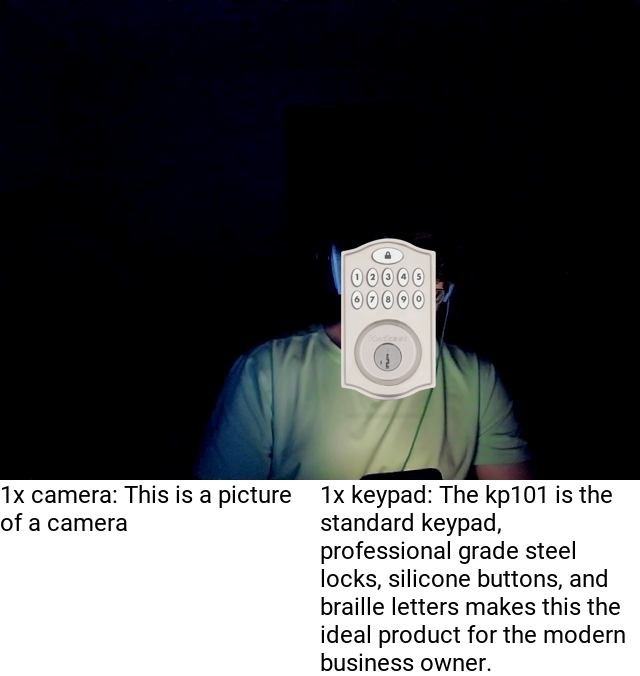 1 2 3 4 5
6 7 8 9 0
1x camera: This is a picture
of a camera
1x keypad: The kp101 is the
standard keypad,
professional grade steel
locks, silicone buttons, and
braille letters makes this the
ideal product for the modern
business owner.